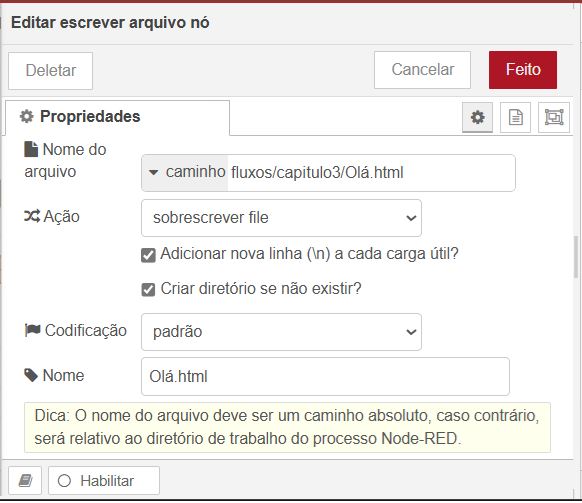 Editar escrever arquivo nó
Deletar
Cancelar
Feito
Propriedades
Nome do
arquivo
caminho
fluxos/capitulo3/Olá.html
Ação
sobrescrever file
Adicionar nova linha (\n) a cada carga útil?
Criar diretório se não existir?
Codificação
padrão
Nome
Olá.html
Dica: O nome do arquivo deve ser um caminho absoluto, caso contrário,
será relativo ao diretório de trabalho do processo Node-RED.
Habilitar